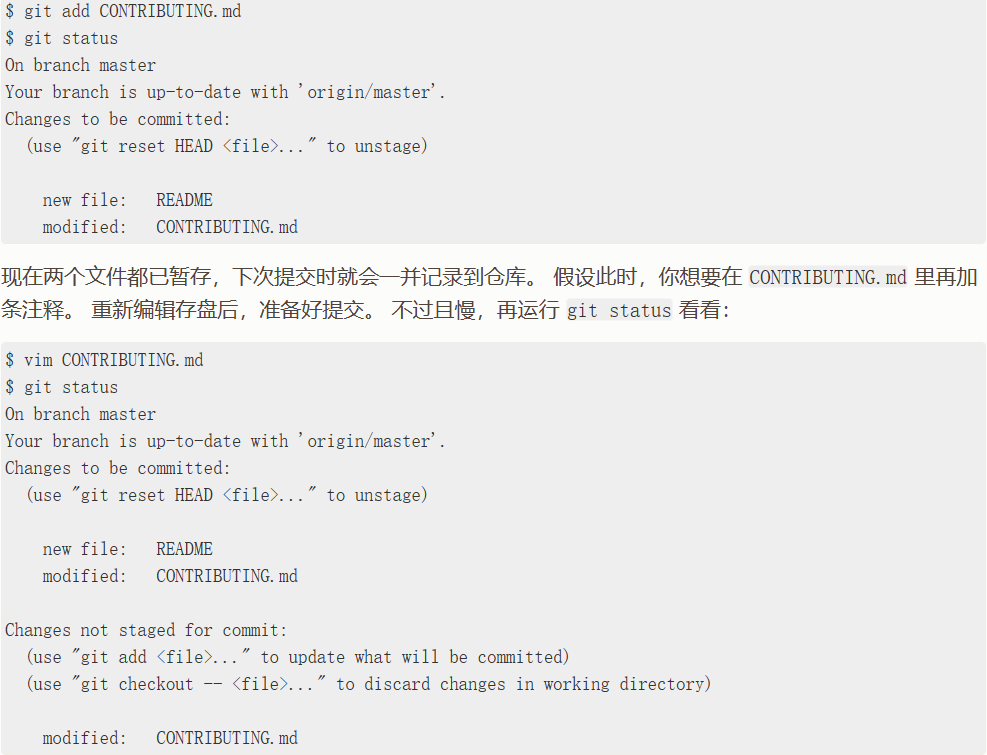 $ git add CONTRIBUTING.md
$ git status
On branch master
Your branch is up-to-date with 'origin/master'.
Changes to be committed:
  (use "git reset HEAD <file>..." to unstage)

    new file:   README
    modified:   CONTRIBUTING.md
现在两个文件都已暂存，下次提交时就会一并记录到仓库。 假设此时，你想要在 CONTRIBUTING.md 里再加
条注释。 重新编辑存盘后，准备好提交。 不过且慢，再运行 git status 看看：
$ vim CONTRIBUTING.md
$ git status
On branch master
Your branch is up-to-date with 'origin/master'.
Changes to be committed:
  (use "git reset HEAD <file>..." to unstage)

    new file:   README
    modified:   CONTRIBUTING.md

Changes not staged for commit:
  (use "git add <file>..." to update what will be committed)
  (use "git checkout -- <file>..." to discard changes in working directory)

    modified:   CONTRIBUTING.md